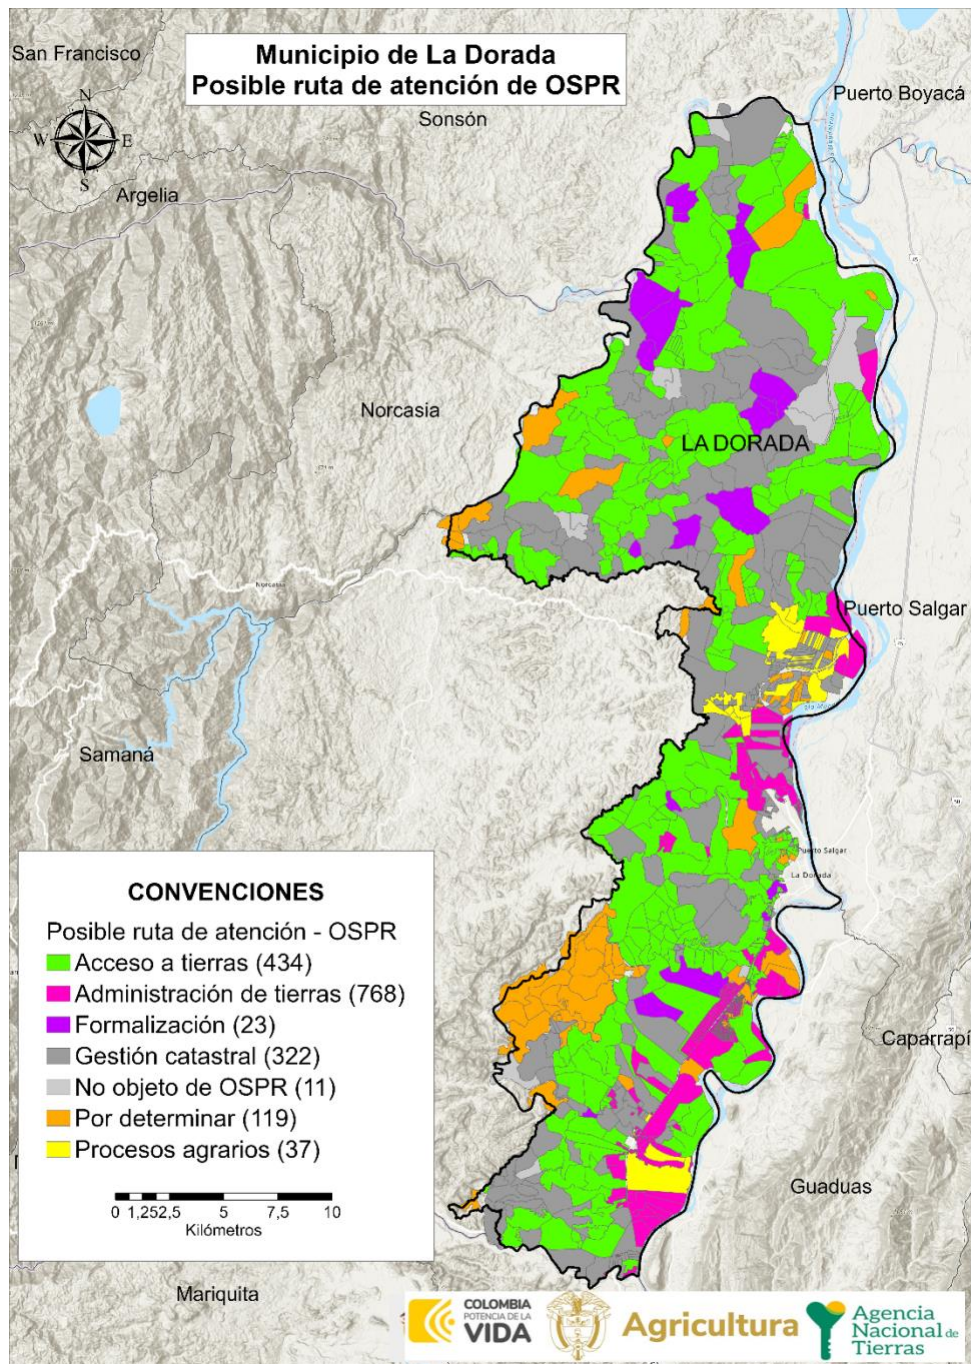 Municipio de La Dorada
Posible ruta de atención de OSPR
San Francisco
Sonsón
Puerto Boyacá
N
W
E
S
Argelia
Norcasia
LA DORADA
Norcasia
Puerto Salgar
Samaná
Puerto Salgar
La Dorada
CONVENCIONES
Posible ruta de atención - OSPR
Acceso a tierras (434)
Administración de tierras (768)
Formalización (23)
Gestión catastral (322)
No objeto de OSPR (11)
Por determinar (119)
Procesos agrarios (37)
0 1,252,5 5 7,5 10
Kilómetros
Caparrapí
Guaduas
Mariquita
COLOMBIA
POTENCIA DE LA
VIDA
Agricultura
Agencia
Nacional de
Tierras